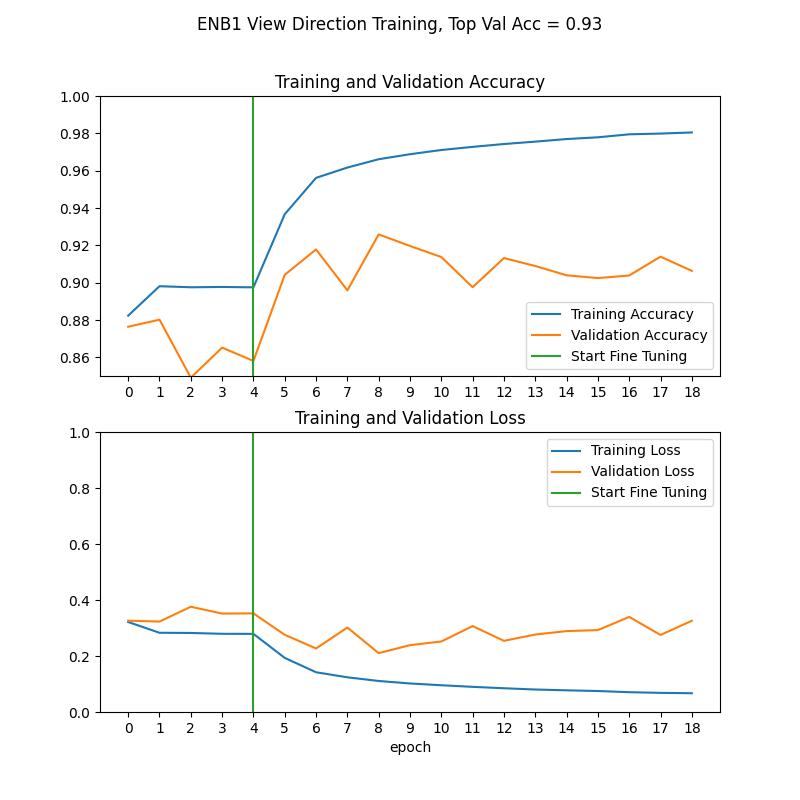 ENB1 View Direction Training, Top Val Acc = 0.93
Training and Validation Accuracy
1.00
0.98
0.96
0.94
0.92
0.90
0.88
0.86
Training Accuracy
Validation Accuracy
Start Fine Tuning
0 1 2 3 4 5 6 7 8 9 10 11 12 13 14 15 16 17 18
Training and Validation Loss
1.0
0.8
0.6
0.4
0.2
0.0
Training Loss
Validation Loss
Start Fine Tuning
0 1 2 3 4 5 6 7 8 9 10 11 12 13 14 15 16 17 18
epoch